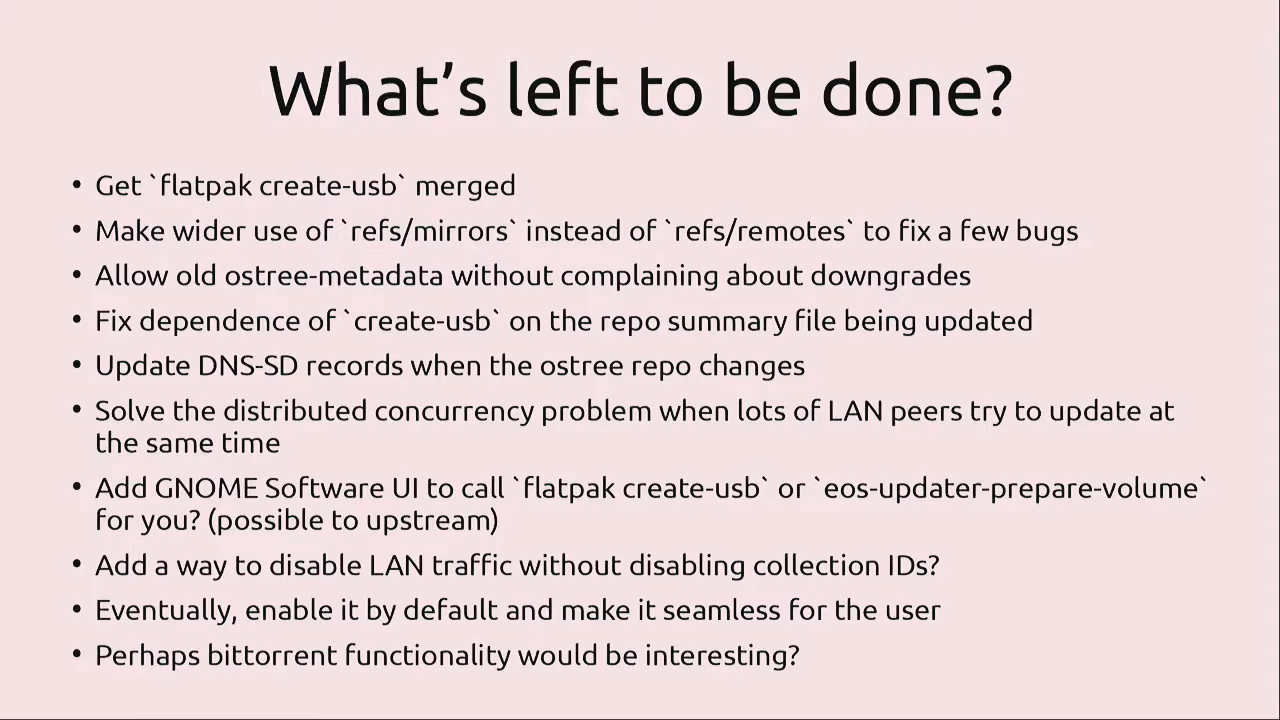 What’s left to be done?
• Get `flatpak create-usb` merged
• Make wider use of `refs/mirrors` instead of `refs/remotes` to fix a few bugs
• Allow old ostree-metadata without complaining about downgrades
• Fix dependence of `create-usb` on the repo summary file being updated
• Update DNS-SD records when the ostree repo changes
• Solve the distributed concurrency problem when lots of LAN peers try to update at
the same time
• Add GNOME Software UI to call `flatpak create-usb` or `eos-updater-prepare-volume`
for you? (possible to upstream)
• Add a way to disable LAN traffic without disabling collection IDs?
• Eventually, enable it by default and make it seamless for the user
• Perhaps bittorrent functionality would be interesting?